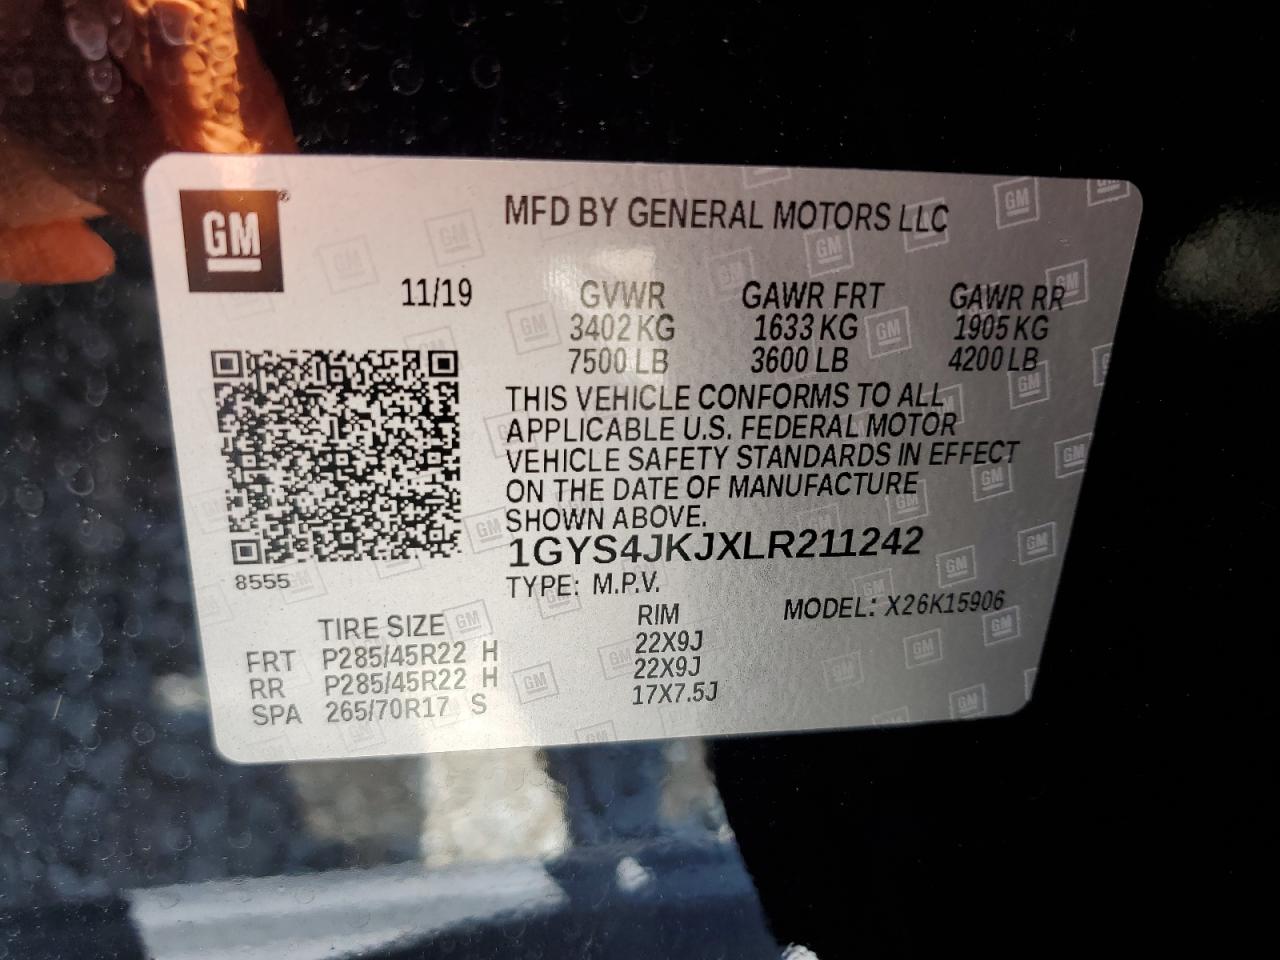 GM®
MFD BY GENERAL MOTORS LLC
11/19
GVWR GAWR FRT GAWR RR
3402 KG 1633 KG 1905 KG
7500 LB 3600 LB 4200 LB
THIS VEHICLE CONFORMS TO ALL
APPLICABLE U.S. FEDERAL MOTOR
VEHICLE SAFETY STANDARDS IN EFFECT
ON THE DATE OF MANUFACTURE
SHOWN ABOVE.
1GYS4JKJXLR211242
8555
TYPE: M.P.V. MODEL: X26K15906
TIRE SIZE RIM
FRT P285/45R22 H 22X9J
RR P285/45R22 H 22X9J
SPA 265/70R17 S 17X7.5J